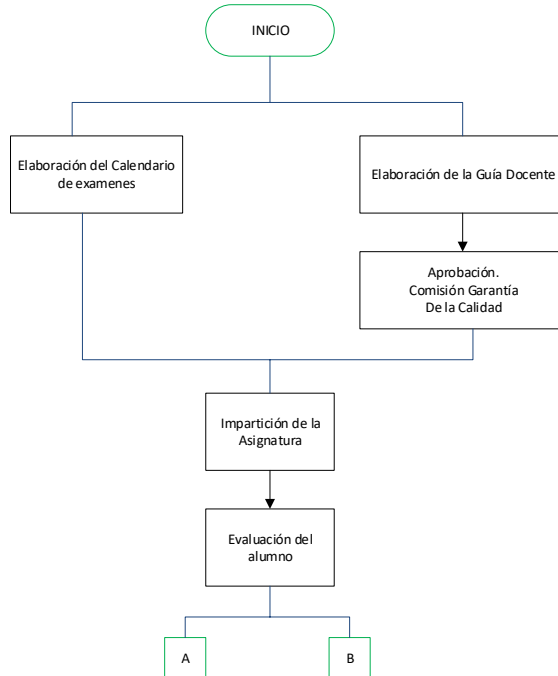 INICIO
Elaboración del Calendario
de examenes
Elaboración de la Guía Docente
Aprobación.
Comisión Garantía
De la Calidad
Impartición de la
Asignatura
Evaluación del
alumno
A
B